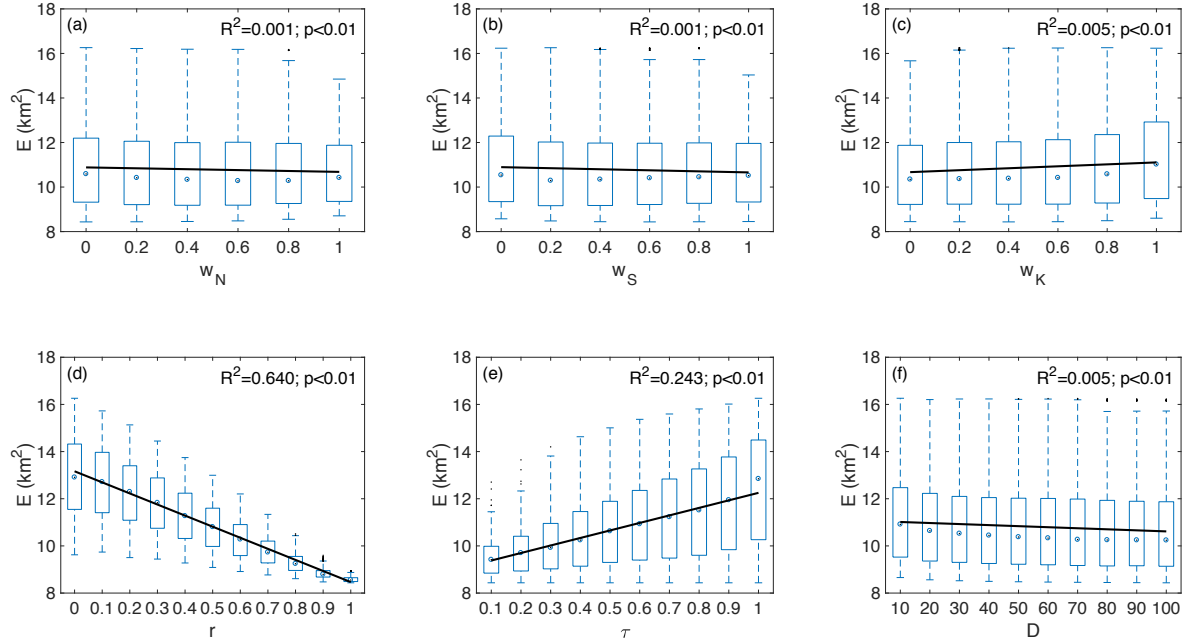 (a)
R²=0.001; p<0.01
18
16
14
12
10
8
E (km²)
0 0.2 0.4 0.6 0.8 1
w_N
(b)
R²=0.001; p<0.01
18
16
14
12
10
8
E (km²)
0 0.2 0.4 0.6 0.8 1
w_S
(c)
R²=0.005; p<0.01
18
16
14
12
10
8
E (km²)
0 0.2 0.4 0.6 0.8 1
w_K
(d)
R²=0.640; p<0.01
18
16
14
12
10
8
E (km²)
0 0.1 0.2 0.3 0.4 0.5 0.6 0.7 0.8 0.9 1
r
(e)
R²=0.243; p<0.01
18
16
14
12
10
8
E (km²)
0.1 0.2 0.3 0.4 0.5 0.6 0.7 0.8 0.9 1
τ
(f)
R²=0.005; p<0.01
18
16
14
12
10
8
E (km²)
10 20 30 40 50 60 70 80 90 100
D